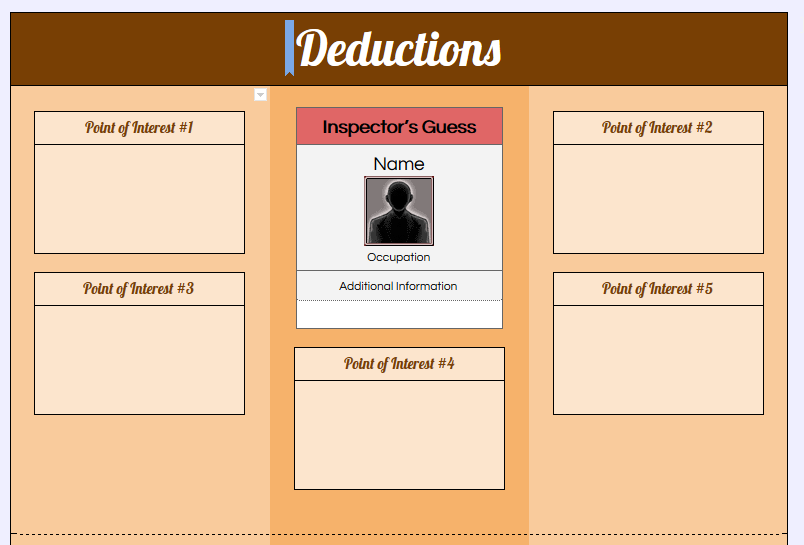 Deductions
Point of Interest #1
Inspector's Guess
Point of Interest #2
Name
Occupation
Additional Information
Point of Interest #3
Point of Interest #5
Point of Interest #4